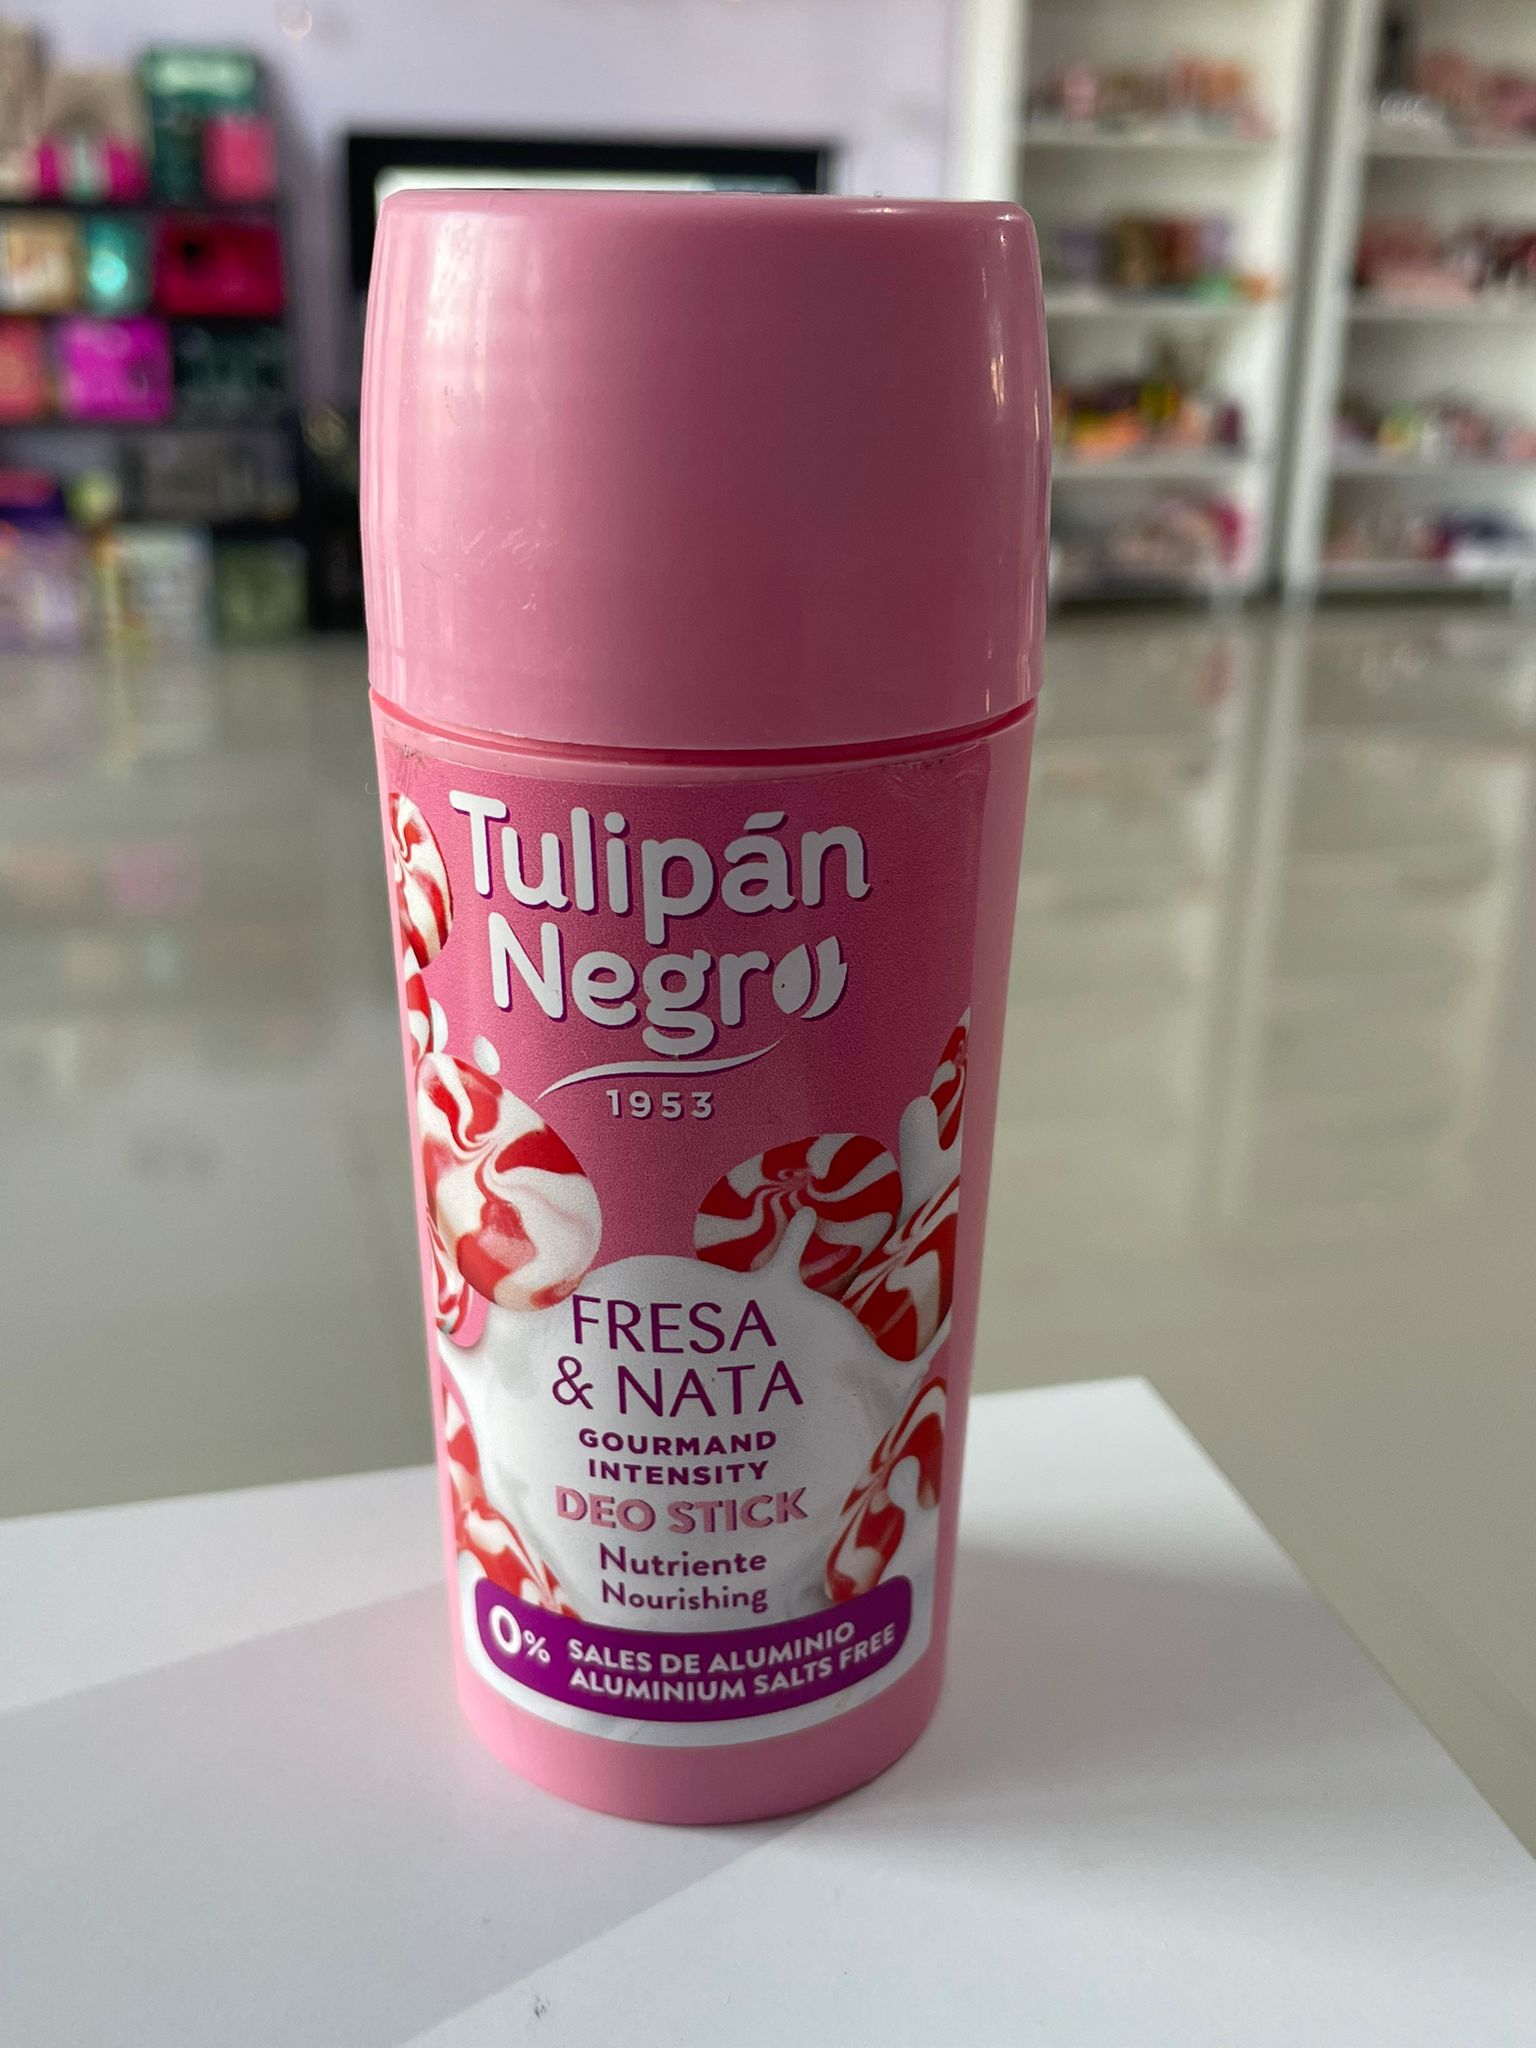 Tulipán
Negro
1953
FRESA
& NATA
GOURMAND
INTENSITY
DEO STICK
Nutriente
Nourishing
0% SALES DE ALUMINIO
ALUMINIUM SALTS FREE